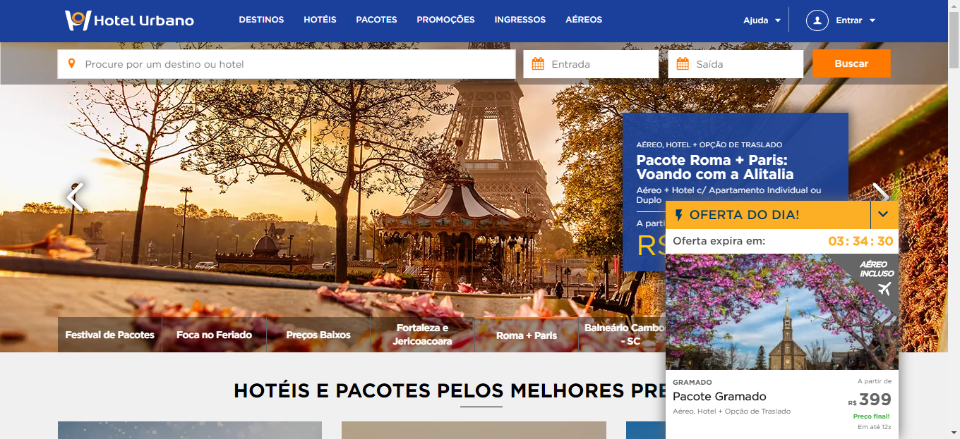 Hotel Urbano
DESTINOS HOTÉIS PACOTES PROMOÇÕES INGRESSOS AÉREOS
Ajuda Entrar
Procure por um destino ou hotel
Entrada
Saída
Buscar
AÉREO, HOTEL + OPÇÃO DE TRASLADO
Pacote Roma + Paris:
Voando com a Alitalia
Aéreo + Hotel c/ Apartamento Individual ou
Duplo
A parti
R$
OFERTA DO DIA!
Oferta expira em: 03:34:30
AÉREO
INCLUSO
GRAMADO
Pacote Gramado
Aéreo, Hotel + Opção de Traslado
A partir de
R$ 399
Preço final!
Em até 12x
Festival de Pacotes
Foca no Feriado
Preços Baixos
Fortaleza e
Jericoacoara
Roma + Paris
Balneário Cambo
- SC
HOTÉIS E PACOTES PELOS MELHORES PRE